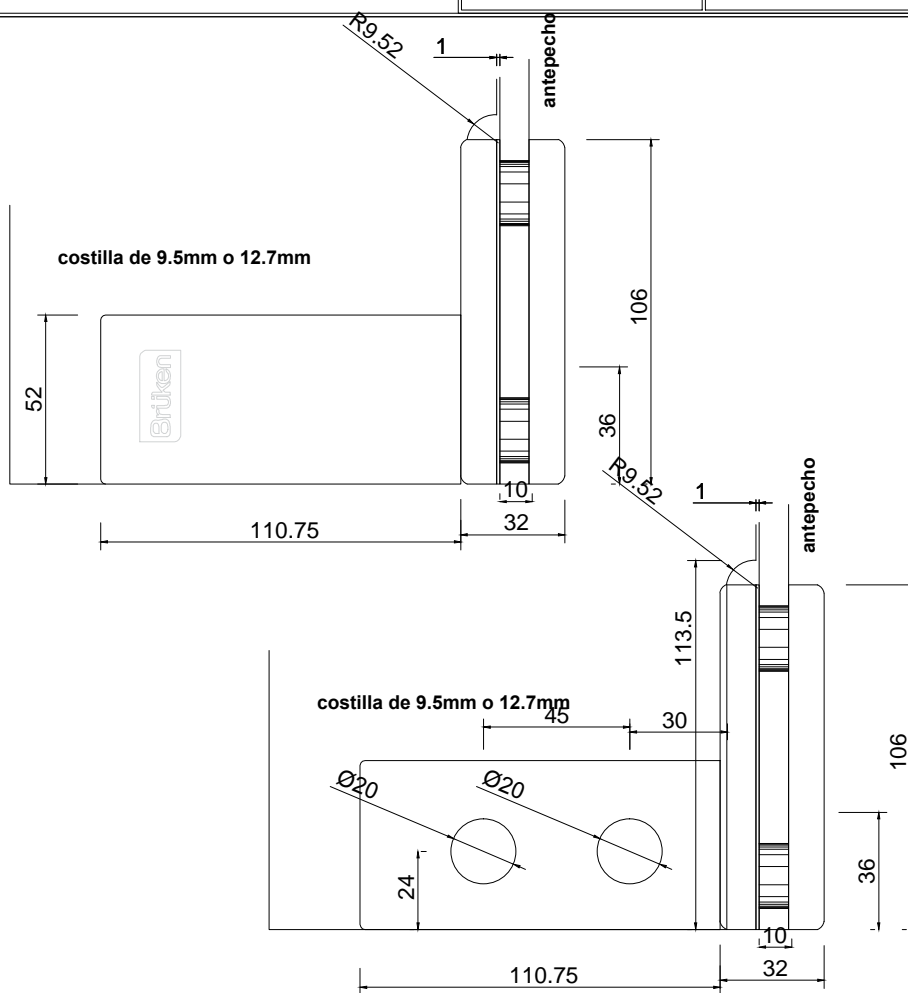 R9.52
1
antepecho
costilla de 9.5mm o 12.7mm
106
52
Brüken
36
10
32
110.75
R9.52
1
antepecho
113.5
costilla de 9.5mm o 12.7mm
45
30
106
Ø20
Ø20
24
36
10
32
110.75